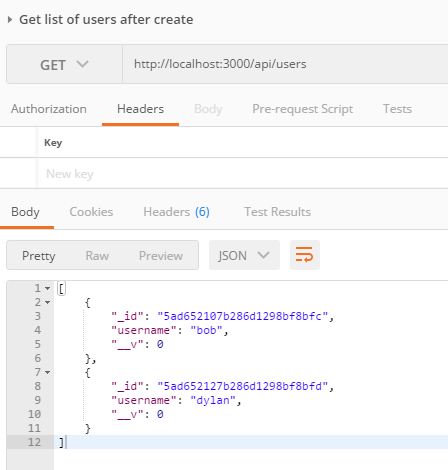 Get list of users after create
GET http://localhost:3000/api/users
Authorization Headers Body Pre-request Script Tests
Key
New key
Body Cookies Headers (6) Test Results
Pretty Raw Preview JSON
1 [
2 {
3 "_id": "5ad652107b286d1298bf8bfc",
4 "username": "bob",
5 "__v": 0
6 },
7 {
8 "_id": "5ad652127b286d1298bf8bfd",
9 "username": "dylan",
10 "__v": 0
11 }
12 ]